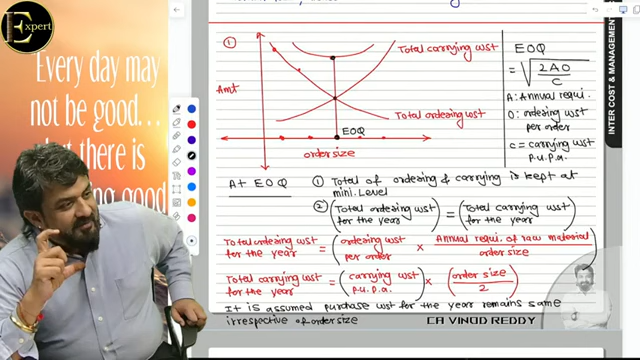 Expert
Every day may
not be good...
but there is
good
INTER COST & MANAGEMENT
①
Amt
Total carrying cost
Total ordering cost
EOQ
order size
EOQ
= √2AO/C
A: Annual requi.
O: ordering cost
per order
C = carrying cost
p.u.p.a.
At EOQ
① Total of ordering & carrying is kept at
mini. Level
② (Total ordering cost for the year) = (Total carrying cost for the year)
Total ordering cost for the year = (ordering cost per order) × (Annual requi. of raw material / order size)
Total carrying cost for the year = (carrying cost p.u.p.a.) × (order size / 2)
It is assumed purchase cost for the year remains same
irrespective of order size
CA VINOD REDDY